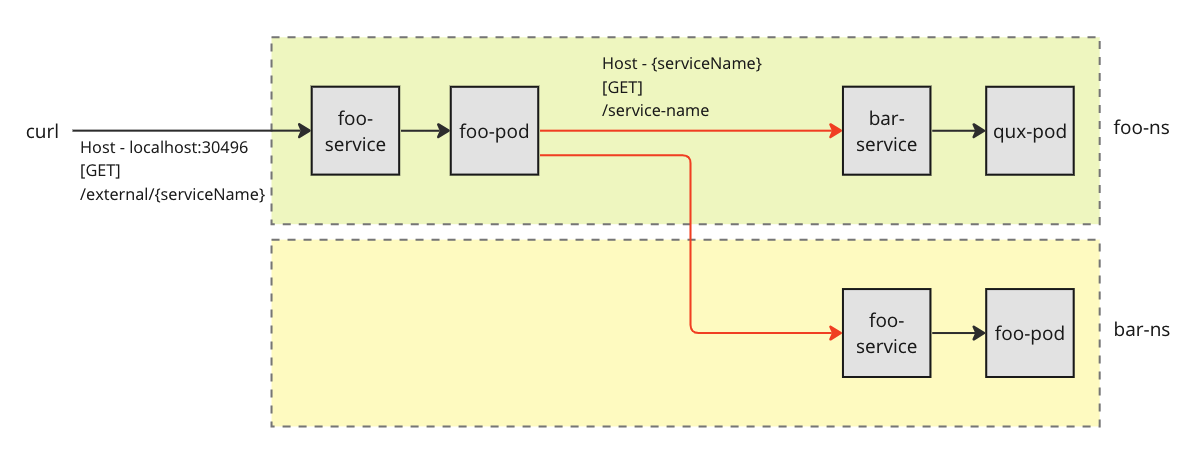 Host - {serviceName}
[GET]
/service-name
curl
foo-
service
foo-pod
bar-
service
qux-pod
foo-ns
Host - localhost:30496
[GET]
/external/{serviceName}
foo-
service
foo-pod
bar-ns